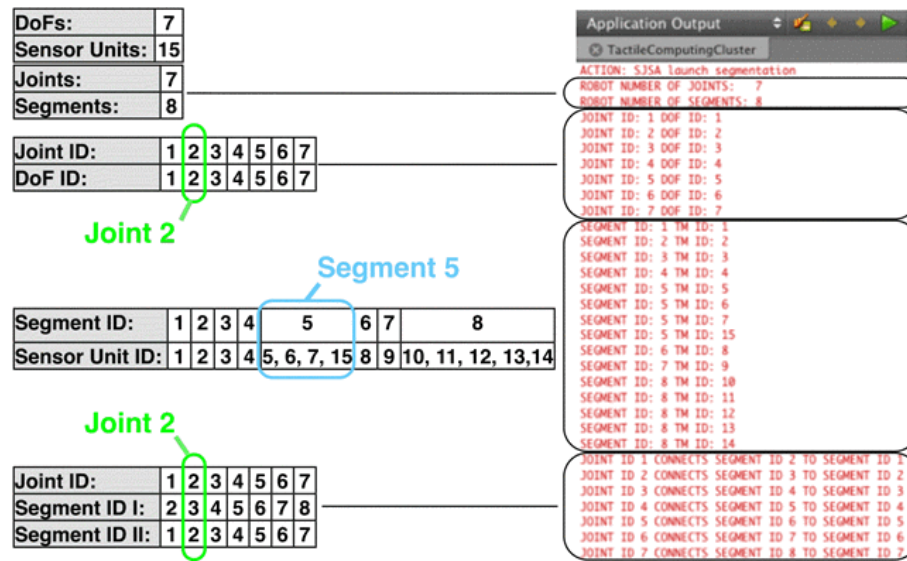 DoFs: 7
Sensor Units: 15
Joints: 7
Segments: 8
Joint ID: 1 2 3 4 5 6 7
DoF ID: 1 2 3 4 5 6 7
Joint 2
Segment 5
Segment ID: 1 2 3 4 5 6 7 8
Sensor Unit ID: 1 2 3 4 5, 6, 7, 15 8 9 10, 11, 12, 13,14
Joint 2
Joint ID: 1 2 3 4 5 6 7
Segment ID I: 2 3 4 5 6 7 8
Segment ID II: 1 2 3 4 5 6 7
Application Output
TactileComputingCluster
ACTION: SJSA launch segmentation
ROBOT NUMBER OF JOINTS: 7
ROBOT NUMBER OF SEGMENTS: 8
JOINT ID: 1 DOF ID: 1
JOINT ID: 2 DOF ID: 2
JOINT ID: 3 DOF ID: 3
JOINT ID: 4 DOF ID: 4
JOINT ID: 5 DOF ID: 5
JOINT ID: 6 DOF ID: 6
JOINT ID: 7 DOF ID: 7
SEGMENT ID: 1 TM ID: 1
SEGMENT ID: 2 TM ID: 2
SEGMENT ID: 3 TM ID: 3
SEGMENT ID: 4 TM ID: 4
SEGMENT ID: 5 TM ID: 5
SEGMENT ID: 5 TM ID: 6
SEGMENT ID: 5 TM ID: 7
SEGMENT ID: 5 TM ID: 15
SEGMENT ID: 6 TM ID: 8
SEGMENT ID: 7 TM ID: 9
SEGMENT ID: 8 TM ID: 10
SEGMENT ID: 8 TM ID: 11
SEGMENT ID: 8 TM ID: 12
SEGMENT ID: 8 TM ID: 13
SEGMENT ID: 8 TM ID: 14
JOINT ID 1 CONNECTS SEGMENT ID 2 TO SEGMENT ID 1
JOINT ID 2 CONNECTS SEGMENT ID 3 TO SEGMENT ID 2
JOINT ID 3 CONNECTS SEGMENT ID 4 TO SEGMENT ID 3
JOINT ID 4 CONNECTS SEGMENT ID 5 TO SEGMENT ID 4
JOINT ID 5 CONNECTS SEGMENT ID 6 TO SEGMENT ID 5
JOINT ID 6 CONNECTS SEGMENT ID 7 TO SEGMENT ID 6
JOINT ID 7 CONNECTS SEGMENT ID 8 TO SEGMENT ID 7